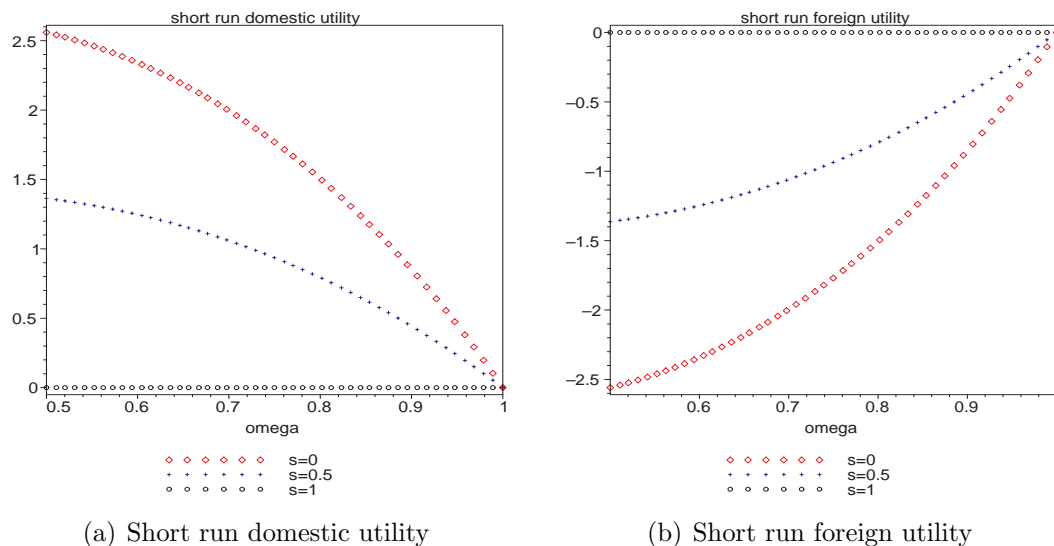 short run domestic utility
2.5
2
1.5
1
0.5
0
0.5 0.6 0.7 0.8 0.9 1
omega
s=0
s=0.5
s=1
(a) Short run domestic utility
short run foreign utility
0
−0.5
−1
−1.5
−2
−2.5
0.6 0.7 0.8 0.9
omega
s=0
s=0.5
s=1
(b) Short run foreign utility